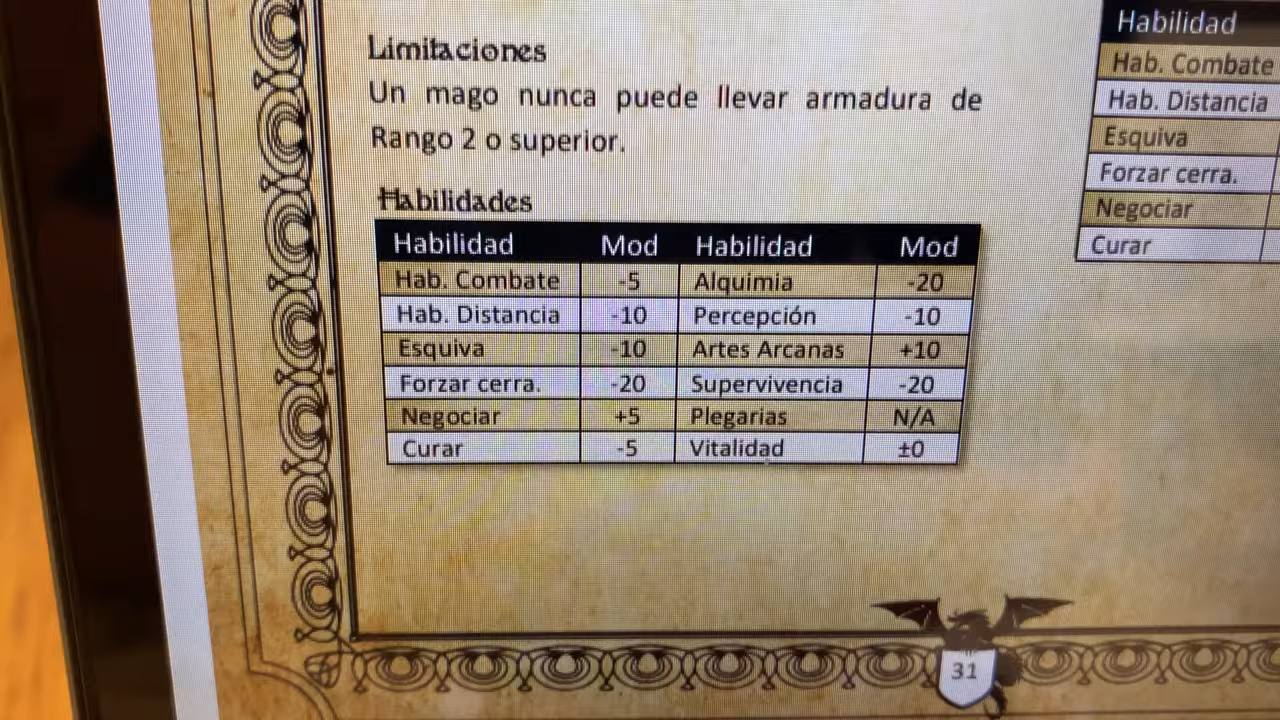 Limitaciones
Un mago nunca puede llevar armadura de
Rango 2 o superior.
Habilidades
Habilidad Mod Habilidad Mod
Hab. Combate -5 Alquimia -20
Hab. Distancia -10 Percepción -10
Esquiva -10 Artes Arcanas +10
Forzar cerra. -20 Supervivencia -20
Negociar +5 Plegarias N/A
Curar -5 Vitalidad ±0
Habilidad
Hab. Combate
Hab. Distancia
Esquiva
Forzar cerra.
Negociar
Curar
31